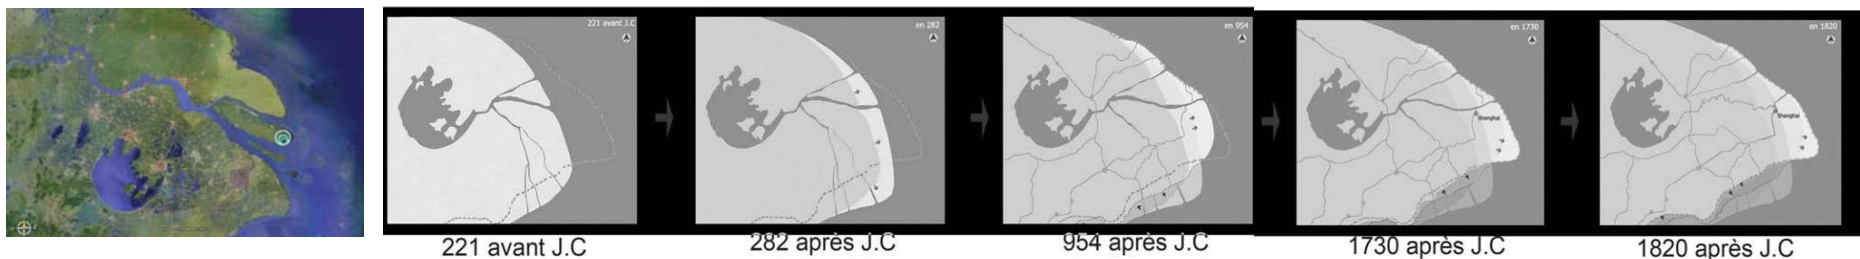 221 avant J.C
en 282
en 954
en 1730
en 1820
Shanghai
Shanghai
221 avant J.C
282 après J.C
954 après J.C
1730 après J.C
1820 après J.C